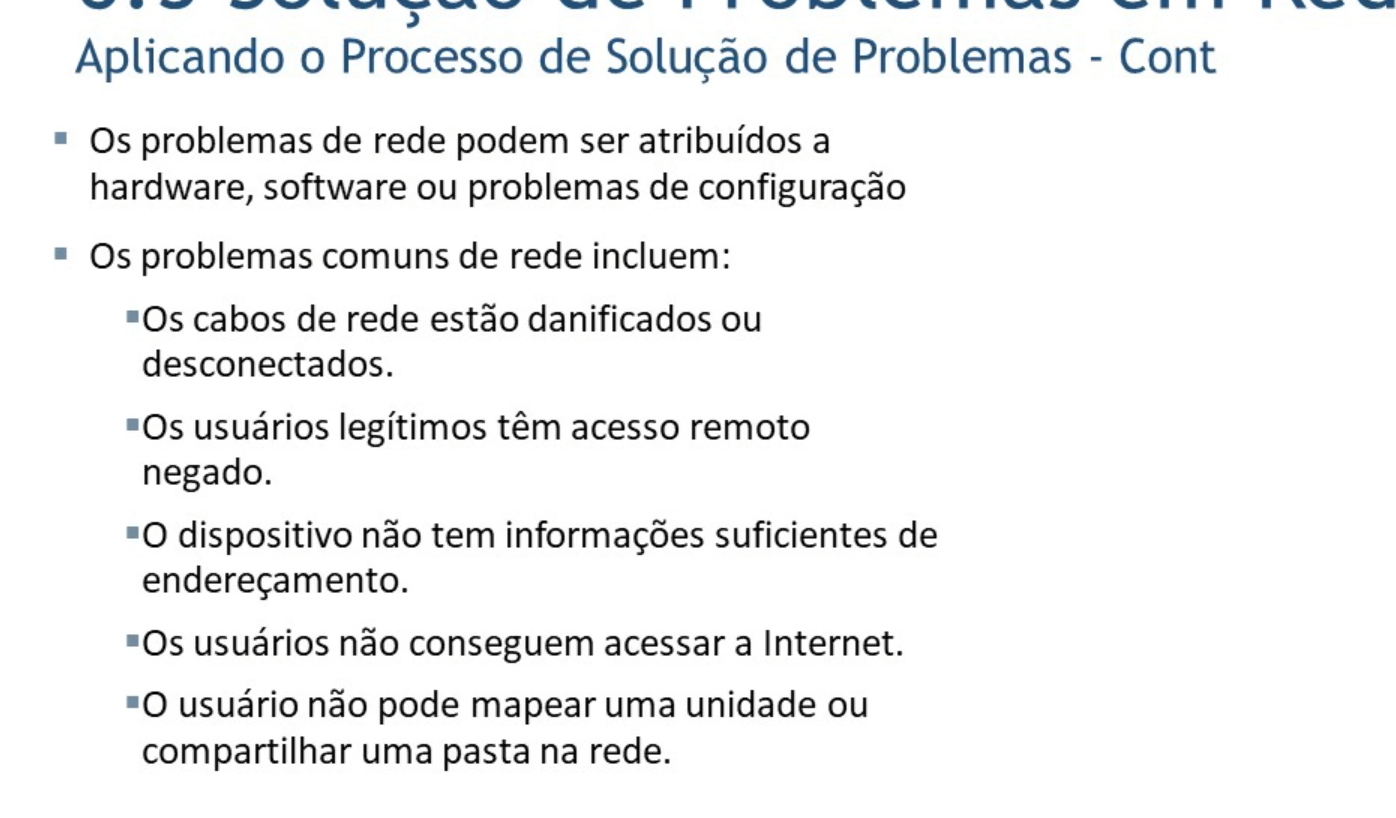 Solução de Problemas em
Aplicando o Processo de Solução de Problemas - Cont
▪ Os problemas de rede podem ser atribuídos a
hardware, software ou problemas de configuração
▪ Os problemas comuns de rede incluem:
▪Os cabos de rede estão danificados ou
desconectados.
▪Os usuários legítimos têm acesso remoto
negado.
▪O dispositivo não tem informações suficientes de
endereçamento.
▪Os usuários não conseguem acessar a Internet.
▪O usuário não pode mapear uma unidade ou
compartilhar uma pasta na rede.